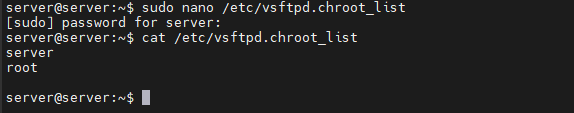 server@server:~$ sudo nano /etc/vsftpd.chroot_list
[sudo] password for server:
server@server:~$ cat /etc/vsftpd.chroot_list
server
root
server@server:~$